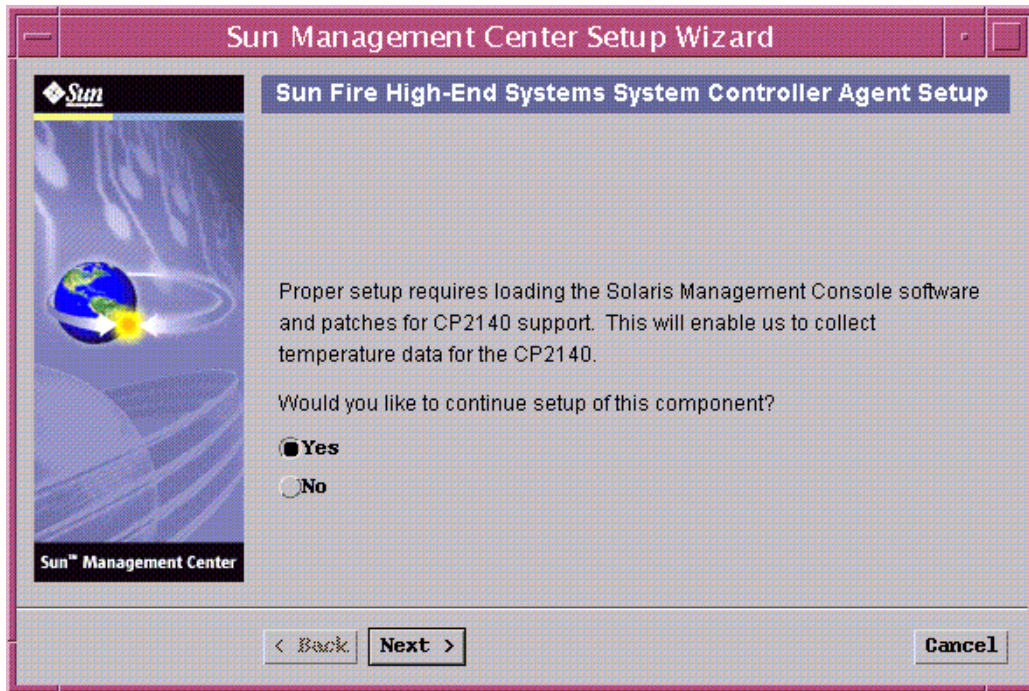 Sun Management Center Setup Wizard
Sun
Sun Fire High-End Systems System Controller Agent Setup
Proper setup requires loading the Solaris Management Console software
and patches for CP2140 support. This will enable us to collect
temperature data for the CP2140.
Would you like to continue setup of this component?
Yes
No
Sun™ Management Center
< Back
Next >
Cancel